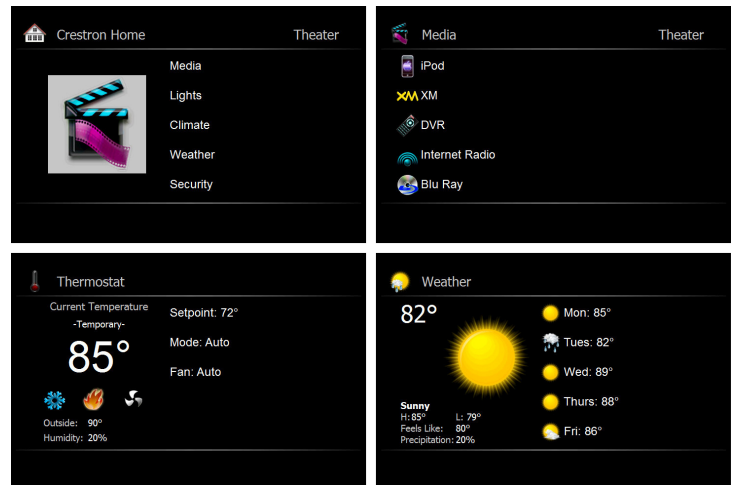 Crestron Home Theater
Media
Lights
Climate
Weather
Security
Media Theater
iPod
XM XM
DVR
Internet Radio
Blu Ray
Thermostat
Current Temperature
-Temporary-
85°
Outside: 90°
Humidity: 20%
Setpoint: 72°
Mode: Auto
Fan: Auto
Weather
82°
Sunny
H: 85° L: 79°
Feels Like: 80°
Precipitation: 20%
Mon: 85°
Tues: 82°
Wed: 89°
Thurs: 88°
Fri: 86°